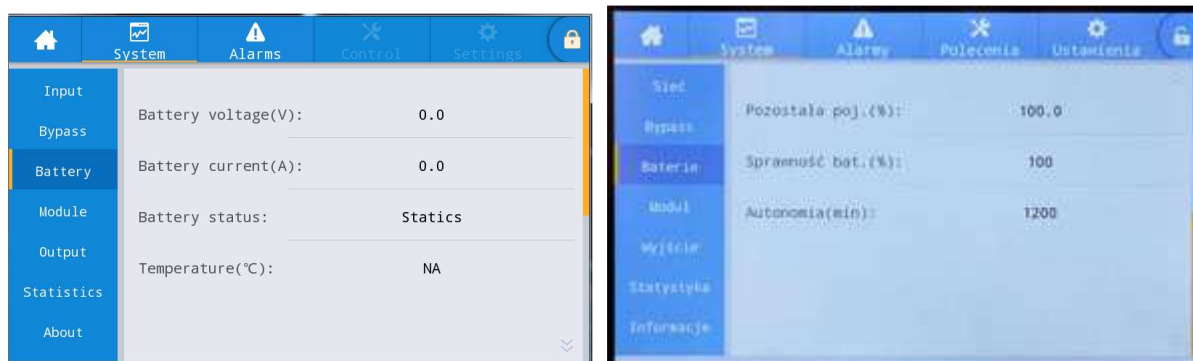 System Alarms Control Settings
Input
Bypass
Battery
Module
Output
Statistics
About
Battery voltage(V): 0.0
Battery current(A): 0.0
Battery status: Statics
Temperature(℃): NA
System Alarmy Polecenia Ustawienia
Sieć
Bypass
Baterie
Moduł
Wyjście
Statystyka
Informacje
Pozostała poj.(%): 100.0
Sprawność bat.(%): 100
Autonomia(min): 1200